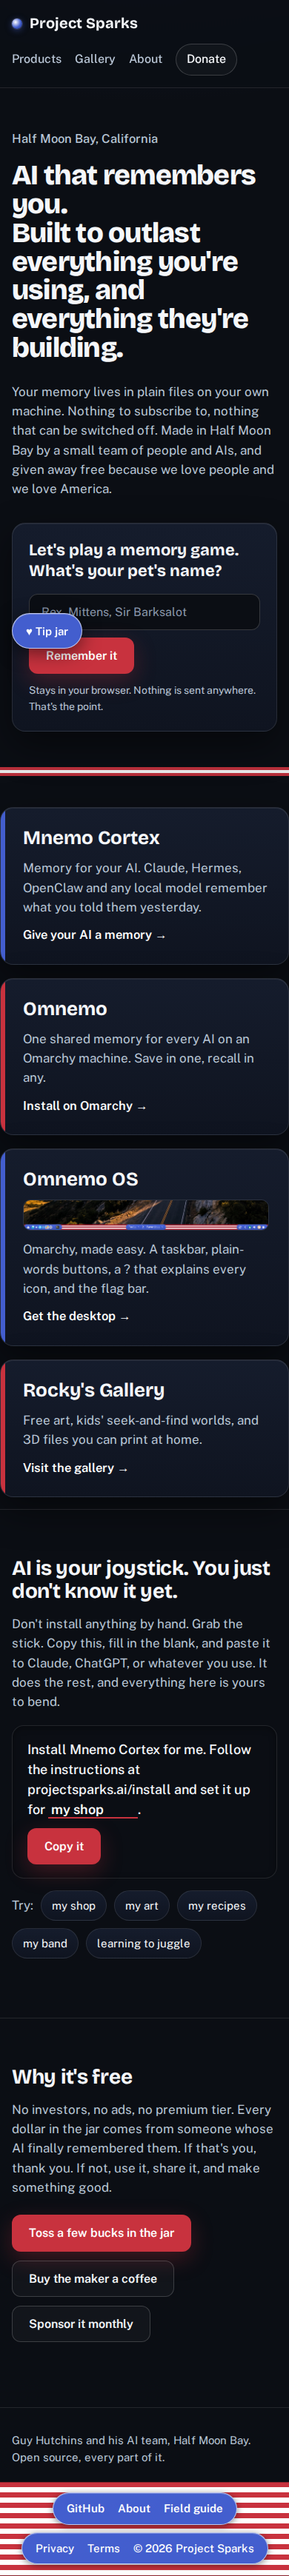 Project Sparks
Products Gallery About Donate
Half Moon Bay, California
AI that remembers
you.
Built to outlast
everything you're
using, and
everything they're
building.
Your memory lives in plain files on your own
machine. Nothing to subscribe to, nothing
that can be switched off. Made in Half Moon
Bay by a small team of people and AIs, and
given away free because we love people and
we love America.
Let's play a memory game.
What's your pet's name?
Rex, Mittens, Sir Barksalot
♥ Tip jar
Remember it
Stays in your browser. Nothing is sent anywhere.
That's the point.
Mnemo Cortex
Memory for your AI. Claude, Hermes,
OpenClaw and any local model remember
what you told them yesterday.
Give your AI a memory →
Omnemo
One shared memory for every AI on an
Omarchy machine. Save in one, recall in
any.
Install on Omarchy →
Omnemo OS
Omarchy, made easy. A taskbar, plain-
words buttons, a ? that explains every
icon, and the flag bar.
Get the desktop →
Rocky's Gallery
Free art, kids' seek-and-find worlds, and
3D files you can print at home.
Visit the gallery →
AI is your joystick. You just
don't know it yet.
Don't install anything by hand. Grab the
stick. Copy this, fill in the blank, and paste it
to Claude, ChatGPT, or whatever you use. It
does the rest, and everything here is yours
to bend.
Install Mnemo Cortex for me. Follow
the instructions at
projectsparks.ai/install and set it up
for my shop.
Copy it
Try: my shop my art my recipes
my band learning to juggle
Why it's free
No investors, no ads, no premium tier. Every
dollar in the jar comes from someone whose
AI finally remembered them. If that's you,
thank you. If not, use it, share it, and make
something good.
Toss a few bucks in the jar
Buy the maker a coffee
Sponsor it monthly
Guy Hutchins and his AI team, Half Moon Bay.
Open source, every part of it.
GitHub About Field guide
Privacy Terms © 2026 Project Sparks